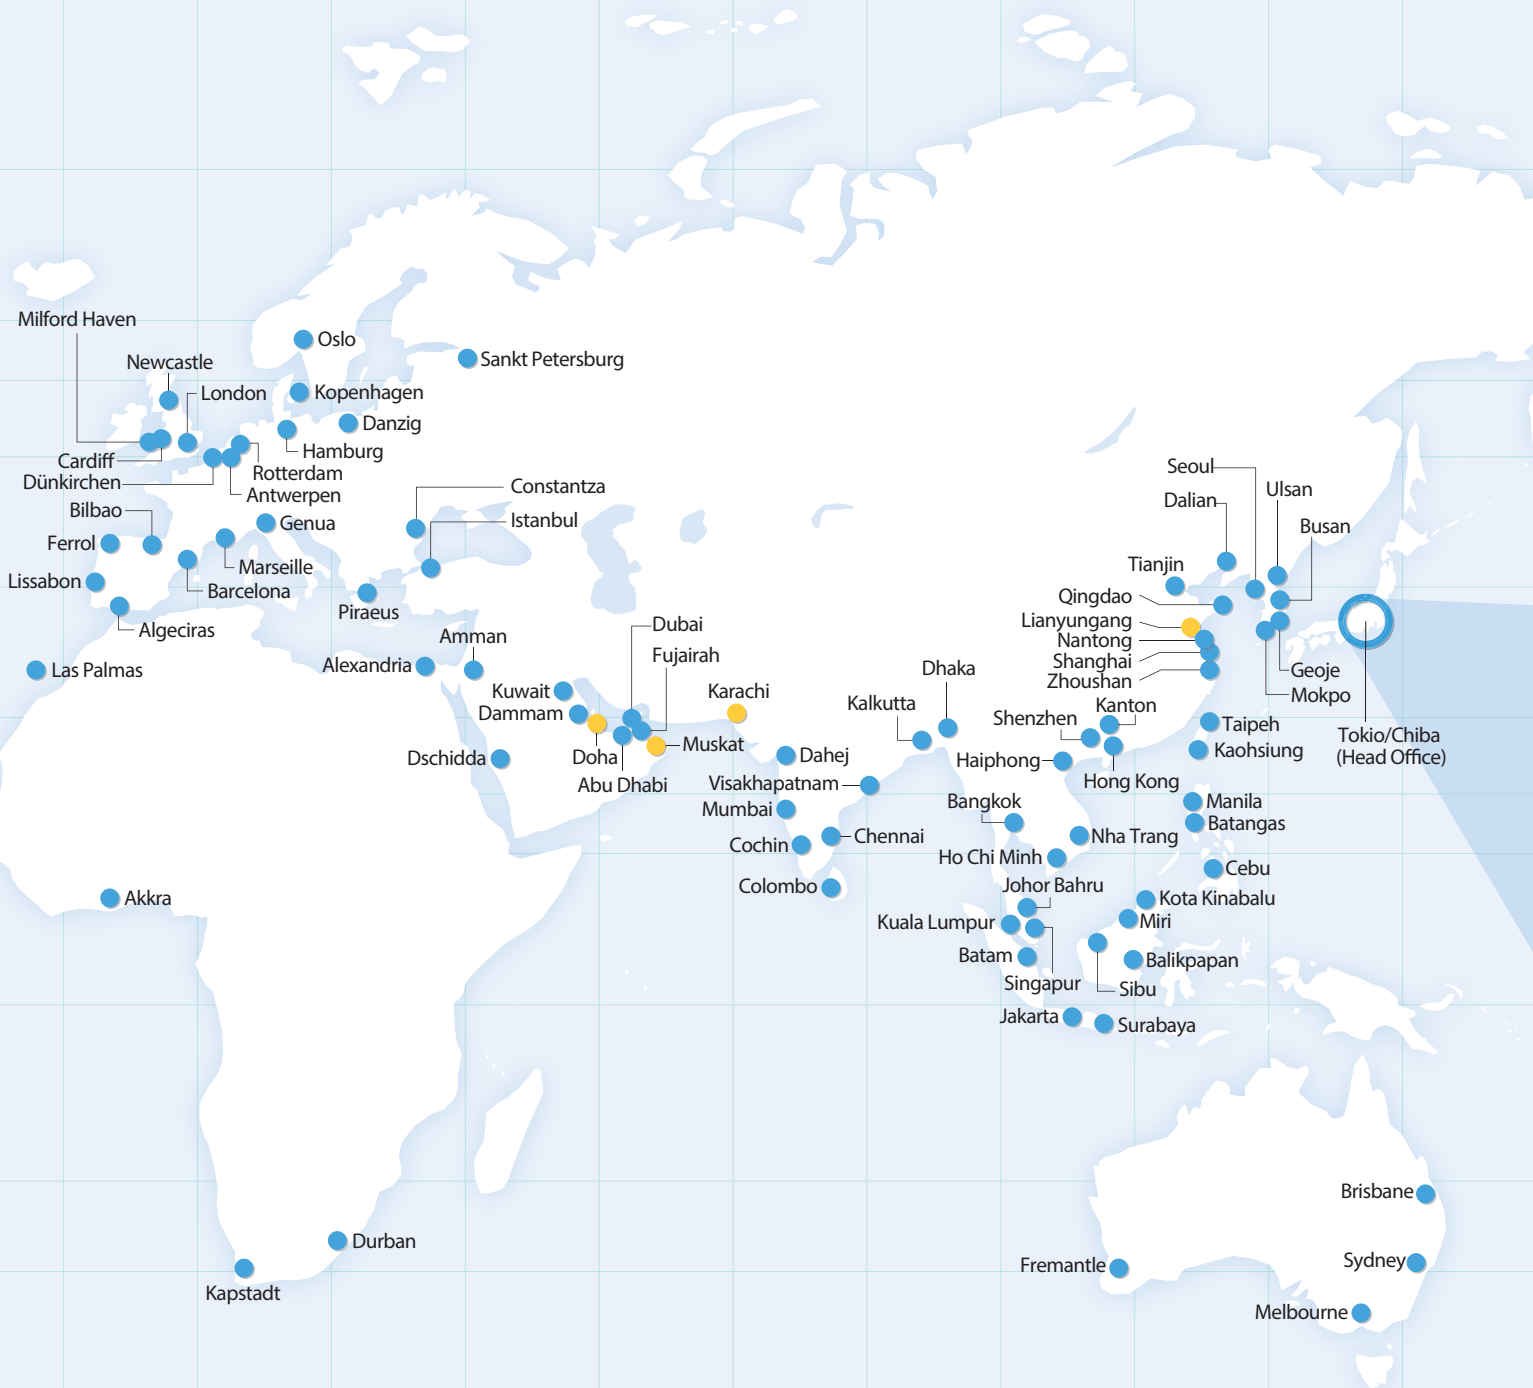 Milford Haven
Oslo
Sankt Petersburg
Newcastle
London
Kopenhagen
Danzig
Hamburg
Cardiff
Rotterdam
Dünkirchen
Antwerpen
Constantza
Bilbao
Genua
Istanbul
Ferrol
Marseille
Lissabon
Barcelona
Piraeus
Algeciras
Amman
Las Palmas
Alexandria
Dubai
Fujairah
Kuwait
Dammam
Karachi
Dschidda
Doha
Muskat
Abu Dhabi
Dahej
Kalkutta
Dhaka
Visakhapatnam
Mumbai
Cochin
Chennai
Colombo
Seoul
Dalian
Ulsan
Busan
Tianjin
Qingdao
Lianyungang
Nantong
Shanghai
Zhoushan
Geoje
Mokpo
Tokio/Chiba
(Head Office)
Kanton
Shenzhen
Taipeh
Kaohsiung
Haiphong
Hong Kong
Bangkok
Manila
Batangas
Nha Trang
Ho Chi Minh
Cebu
Johor Bahru
Kota Kinabalu
Kuala Lumpur
Miri
Batam
Balikpapan
Singapur
Sibu
Jakarta
Surabaya
Akkra
Durban
Kapstadt
Brisbane
Fremantle
Sydney
Melbourne